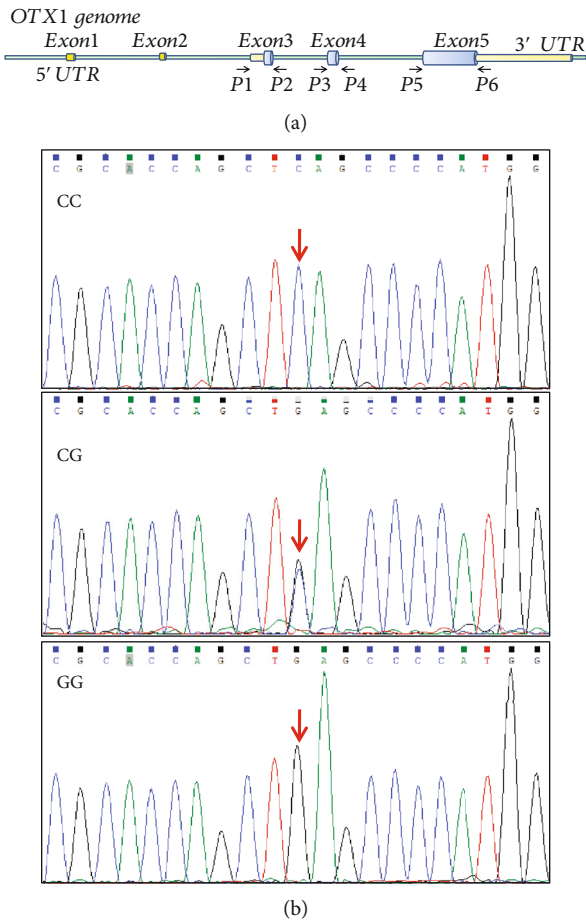 OTX1 genome
Exon1 Exon2 Exon3 Exon4 Exon5 3′ UTR
5′ UTR P1 P2 P3 P4 P5 P6
(a)
C G C A C C A G C T C A G C C C C A T G G
CC
C G C A C C A G C T G A G C C C C A T G G
CG
C G C A C C A G C T G A G C C C C A T G G
GG
(b)